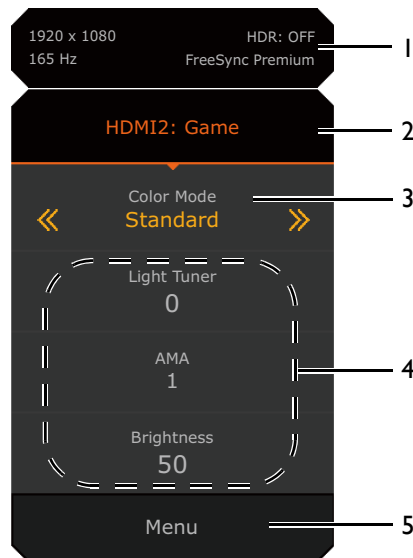 1920 x 1080
HDR: OFF
165 Hz
FreeSync Premium
1
HDMI2: Game
2
Color Mode
3
Standard
Light Tuner
0
AMA
1
4
Brightness
50
Menu
5